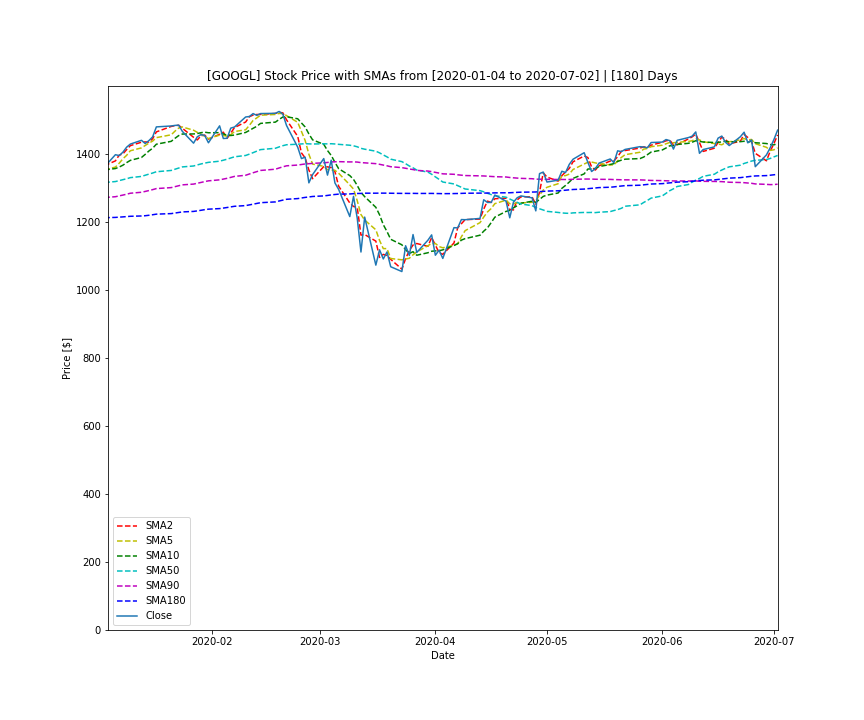 [GOOGL] Stock Price with SMAs from [2020-01-04 to 2020-07-02] | [180] Days
Price [$]
1400
1200
1000
800
600
400
200
0
SMA2
SMA5
SMA10
SMA50
SMA90
SMA180
Close
2020-02 2020-03 2020-04 2020-05 2020-06 2020-07
Date